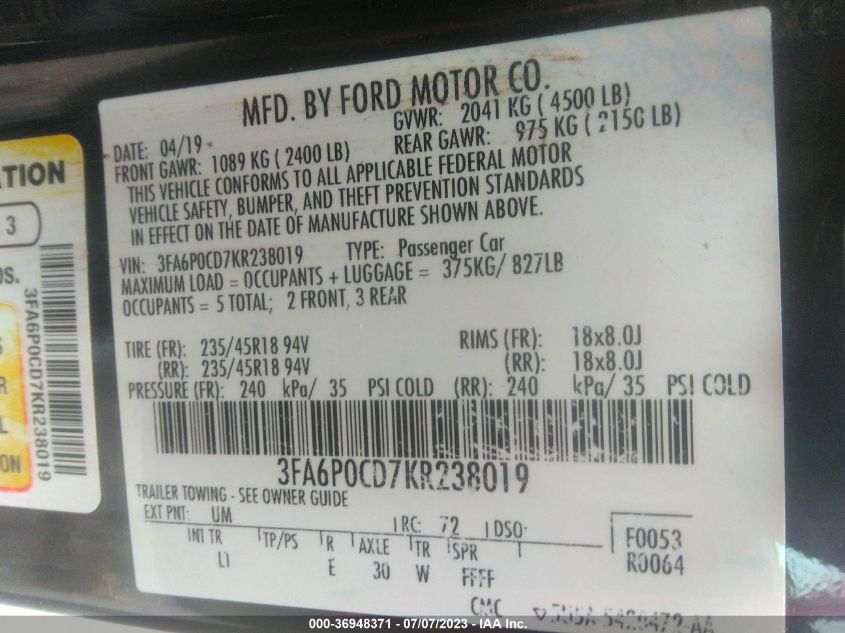 MFD. BY FORD MOTOR CO.
DATE: 04/19
GVWR: 2041 KG ( 4500 LB)
FRONT GAWR: 1089 KG ( 2400 LB)
REAR GAWR: 975 KG ( 2150 LB)
THIS VEHICLE CONFORMS TO ALL APPLICABLE FEDERAL MOTOR
VEHICLE SAFETY, BUMPER, AND THEFT PREVENTION STANDARDS
IN EFFECT ON THE DATE OF MANUFACTURE SHOWN ABOVE.
VIN: 3FA6P0CD7KR238019 TYPE: Passenger Car
MAXIMUM LOAD = OCCUPANTS + LUGGAGE = 375KG/ 827LB
OCCUPANTS = 5 TOTAL; 2 FRONT, 3 REAR
TIRE (FR): 235/45R18 94V RIMS (FR): 18x8.0J
(RR): 235/45R18 94V (RR): 18x8.0J
PRESSURE (FR): 240 kPa/ 35 PSI COLD (RR): 240 kPa/ 35 PSI COLD
3FA6P0CD7KR238019
TRAILER TOWING - SEE OWNER GUIDE
EXT PNT: UM RC: 72 DSO:
INT TR TP/PS R AXLE TR SPR F0053
LI E 30 W FFFF R0064
CMC
ATION
3
3FA6P0CD7KR238019
ON
000-36948371 - 07/07/2023 - IAA Inc.